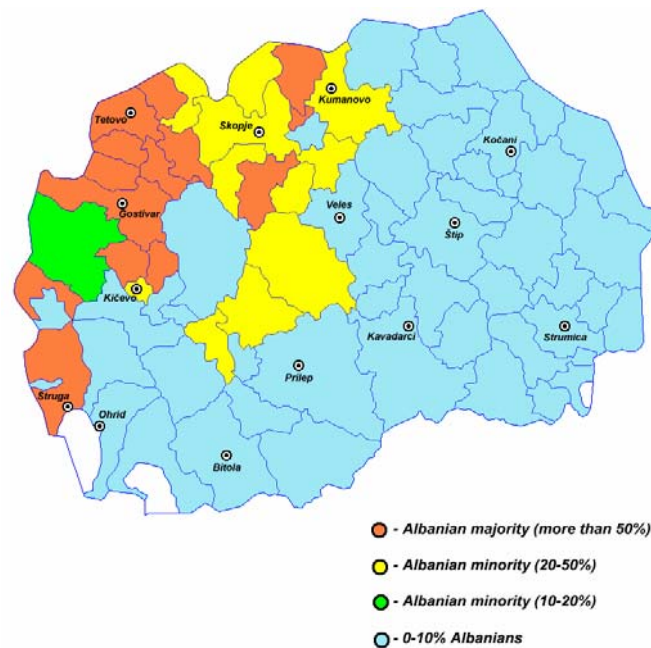 Kumanovo
Tetovo
Skopje
Kočani
Gostivar
Veles
Štip
Kičevo
Kavadarci
Strumica
Prilep
Struga
Ohrid
Bitola
- Albanian majority (more than 50%)
- Albanian minority (20-50%)
- Albanian minority (10-20%)
- 0-10% Albanians